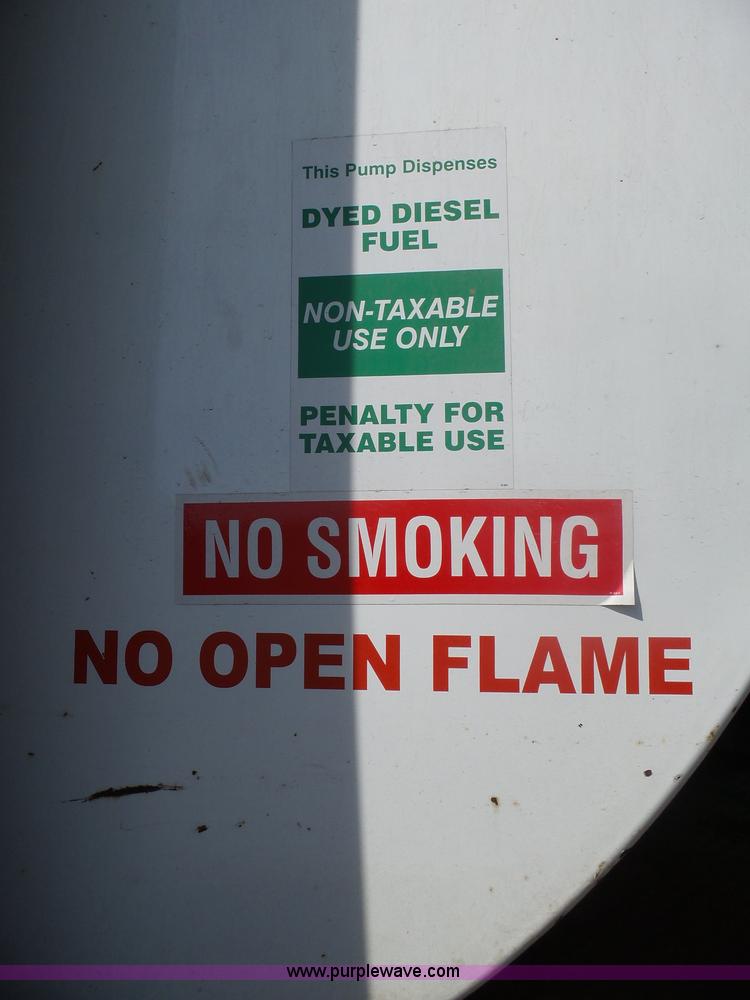 This Pump Dispenses
DYED DIESEL
FUEL
NON-TAXABLE
USE ONLY
PENALTY FOR
TAXABLE USE
NO SMOKING
NO OPEN FLAME
www.purplewave.com